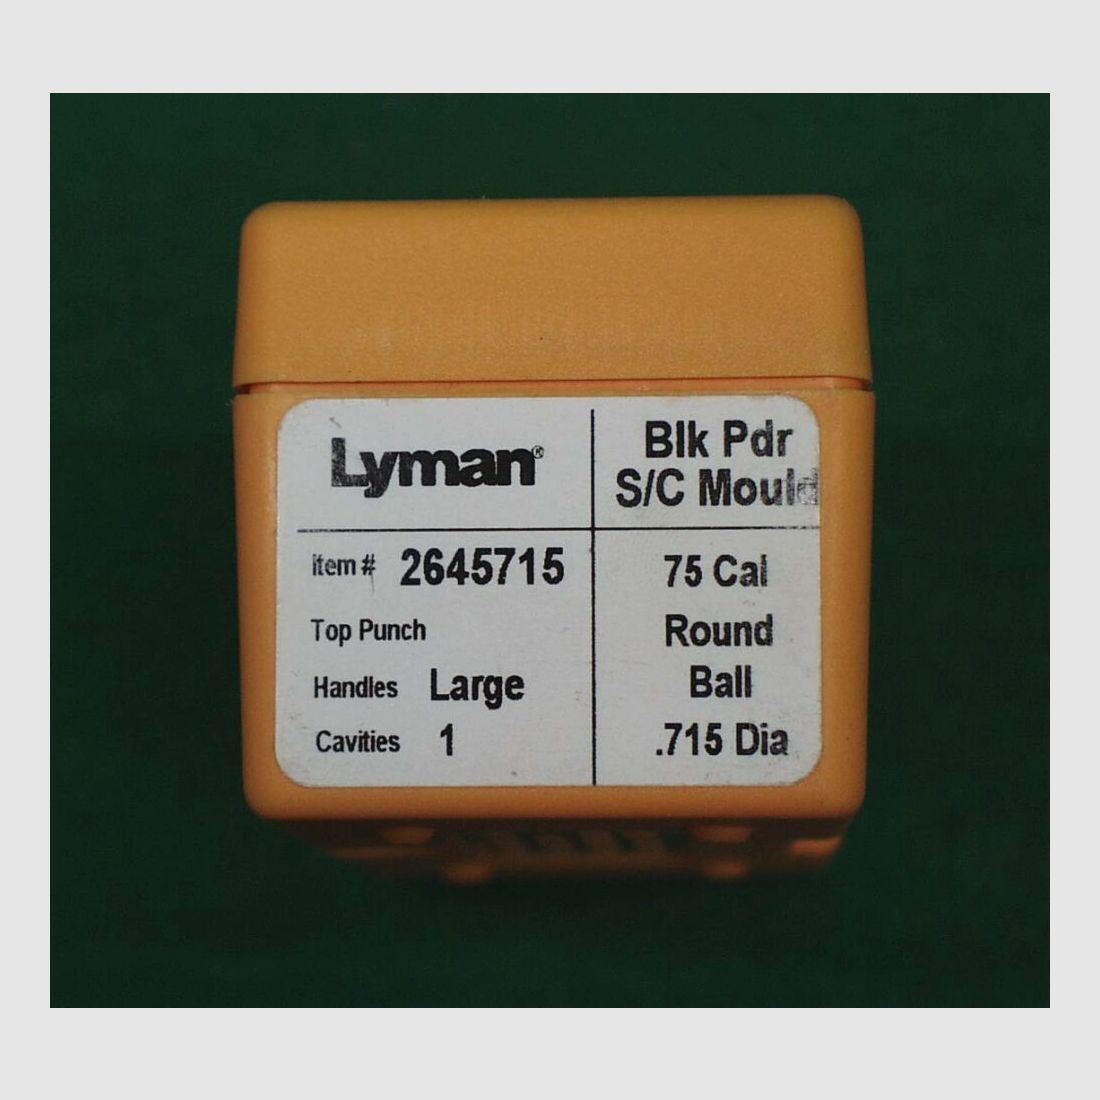 Lyman®
Blk Pdr
S/C Mould
Item # 2645715
Top Punch
Handles Large
Cavities 1
75 Cal
Round
Ball
.715 Dia